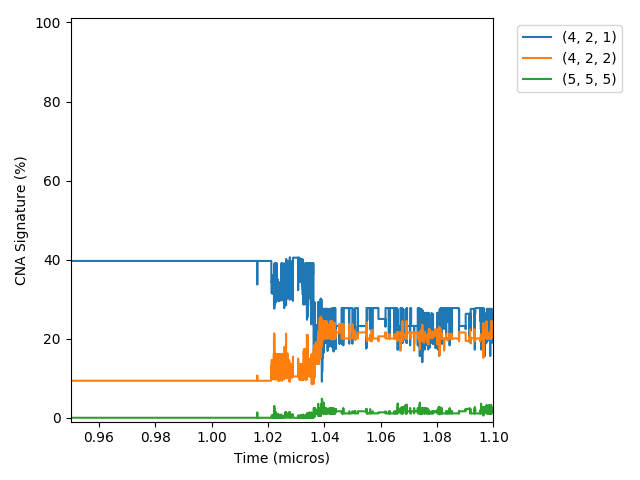 100
80
60
40
20
0
CNA Signature (%)
0.96 0.98 1.00 1.02 1.04 1.06 1.08 1.10
Time (micros)
(4, 2, 1)
(4, 2, 2)
(5, 5, 5)